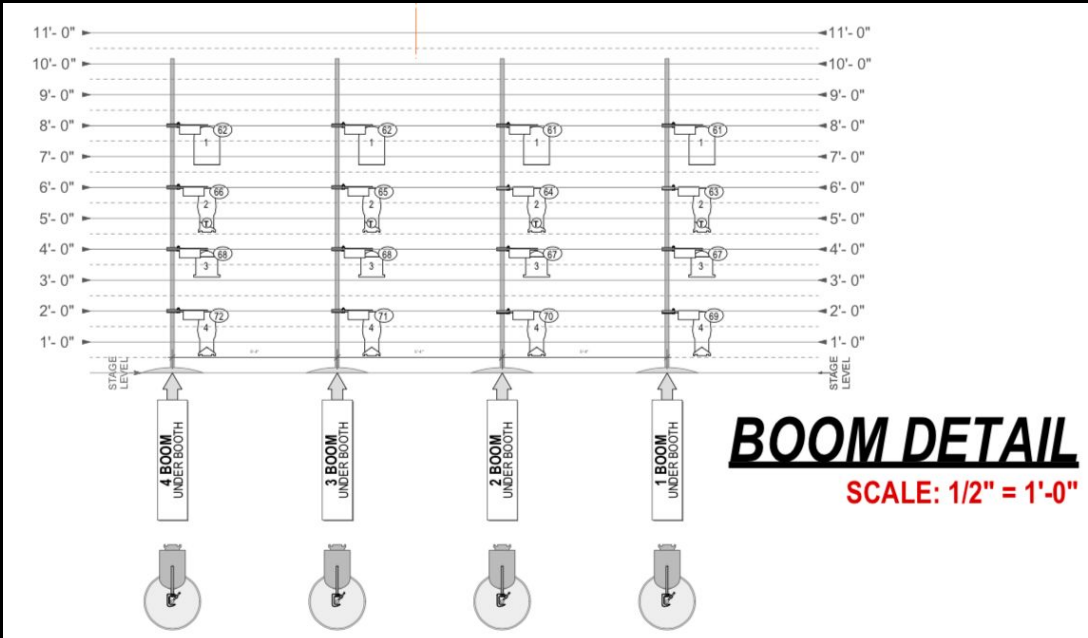 11'- 0" 11'- 0"
10'- 0" 10'- 0"
9'- 0" 9'- 0"
8'- 0" 62 62 61 61 8'- 0"
1 1 1 1
7'- 0" 7'- 0"
6'- 0" 66 65 64 63 6'- 0"
2 2 2 2
5'- 0" T T T T 5'- 0"
4'- 0" 68 68 67 67 4'- 0"
3 3 3 3
3'- 0" 3'- 0"
2'- 0" 72 71 70 69 2'- 0"
4 4 4 4
1'- 0" 1'- 0"
STAGE
LEVEL
STAGE
LEVEL
4 BOOM
UNDER BOOTH
3 BOOM
UNDER BOOTH
2 BOOM
UNDER BOOTH
1 BOOM
UNDER BOOTH
BOOM DETAIL
SCALE: 1/2" = 1'-0"